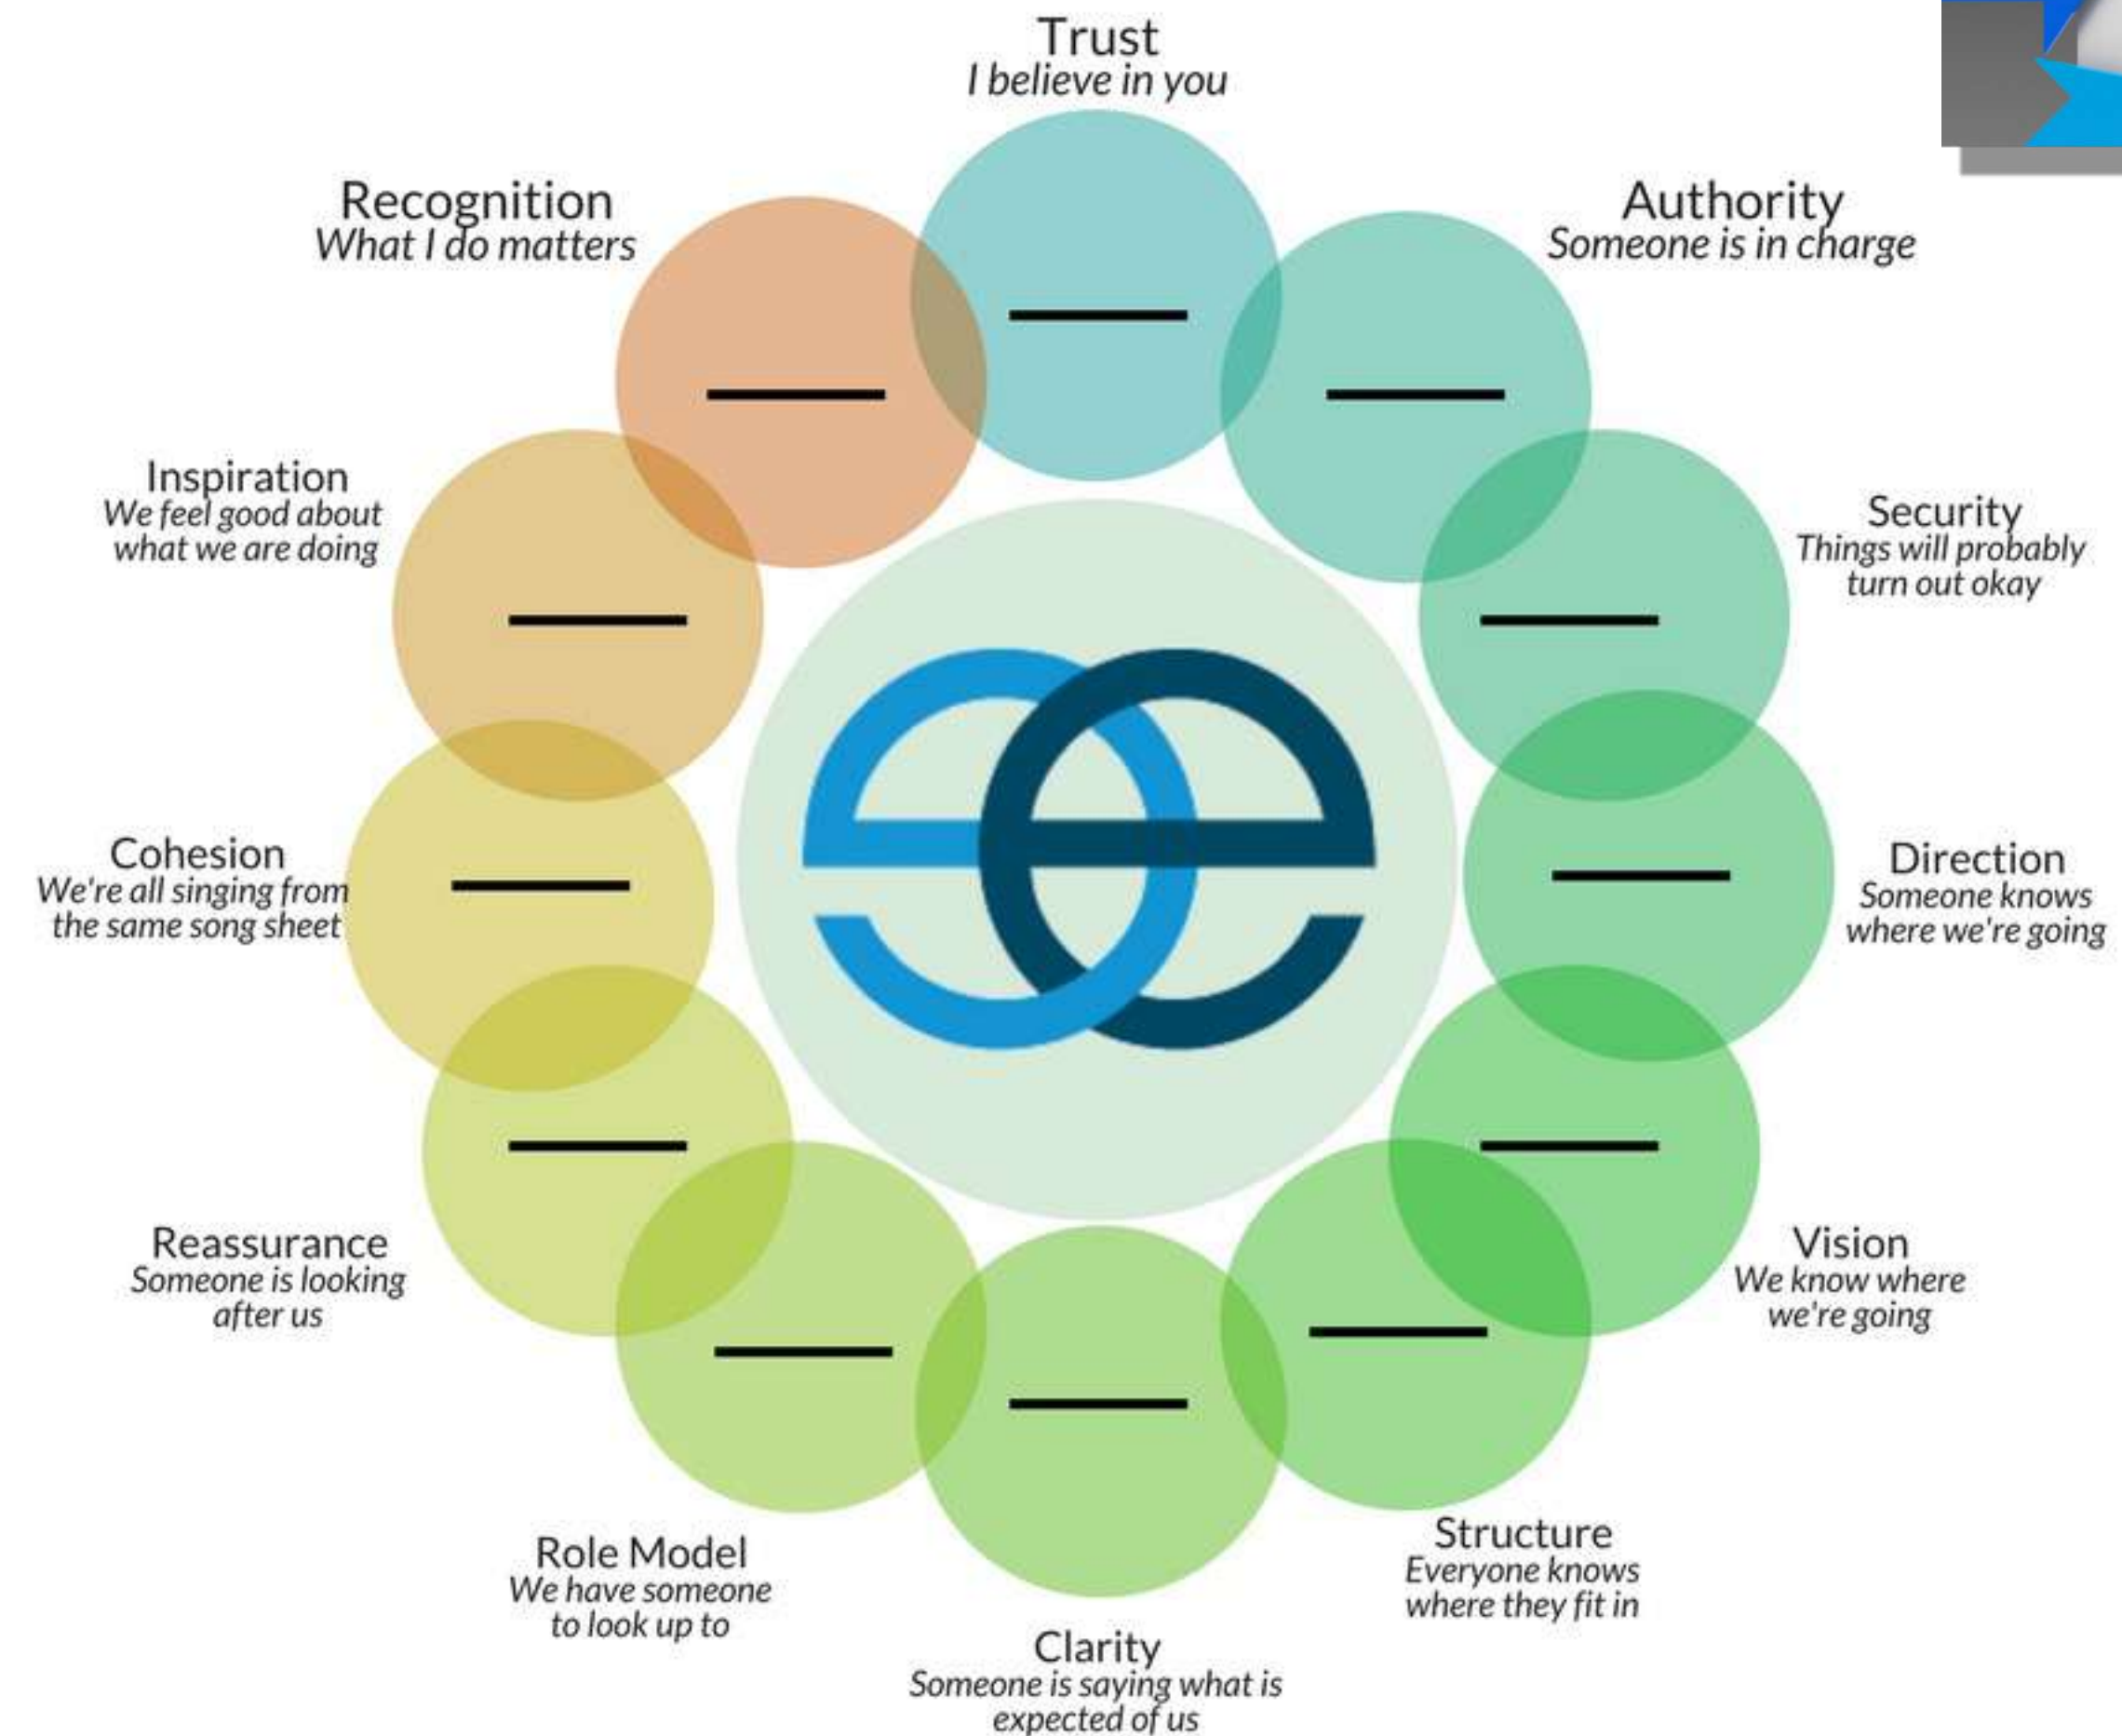 Trust
I believe in you
Authority
Someone is in charge
Security
Things will probably
turn out okay
Direction
Someone knows
where we're going
Vision
We know where
we're going
Structure
Everyone knows
where they fit in
Clarity
Someone is saying what is
expected of us
Role Model
We have someone
to look up to
Reassurance
Someone is looking
after us
Cohesion
We're all singing from
the same song sheet
Inspiration
We feel good about
what we are doing
Recognition
What I do matters